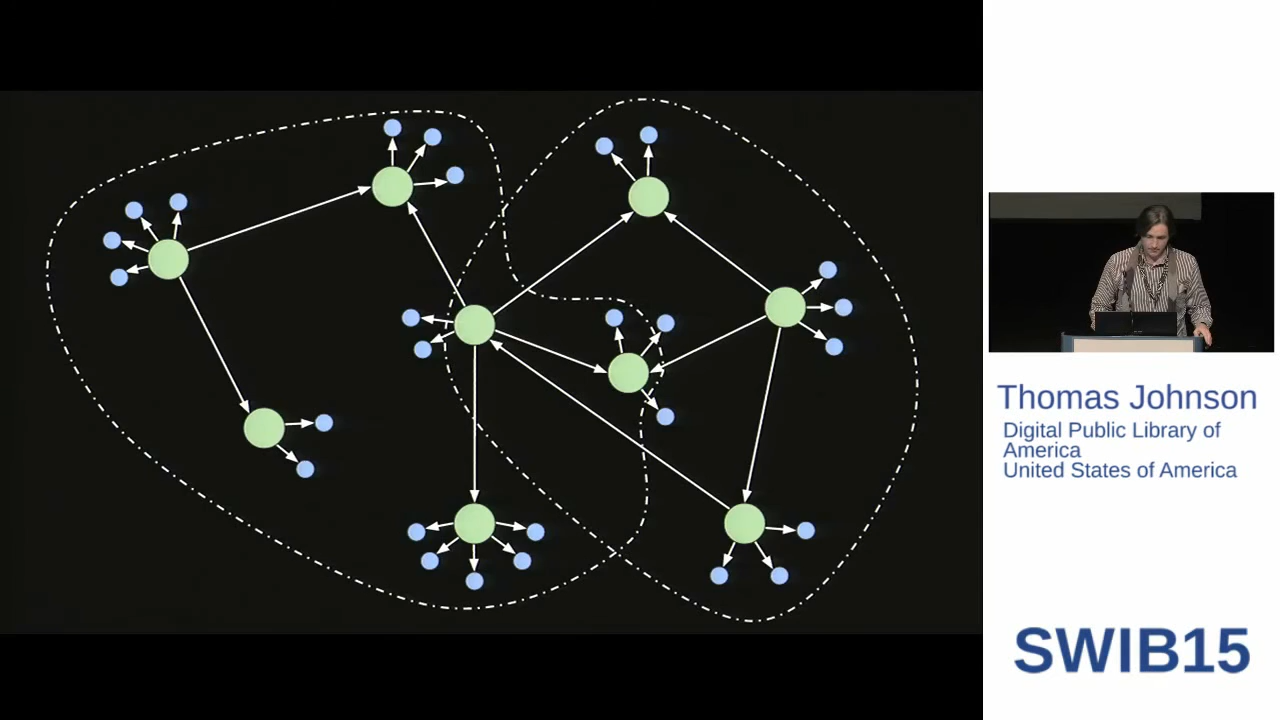 Thomas Johnson
Digital Public Library of
America
United States of America
SWIB15